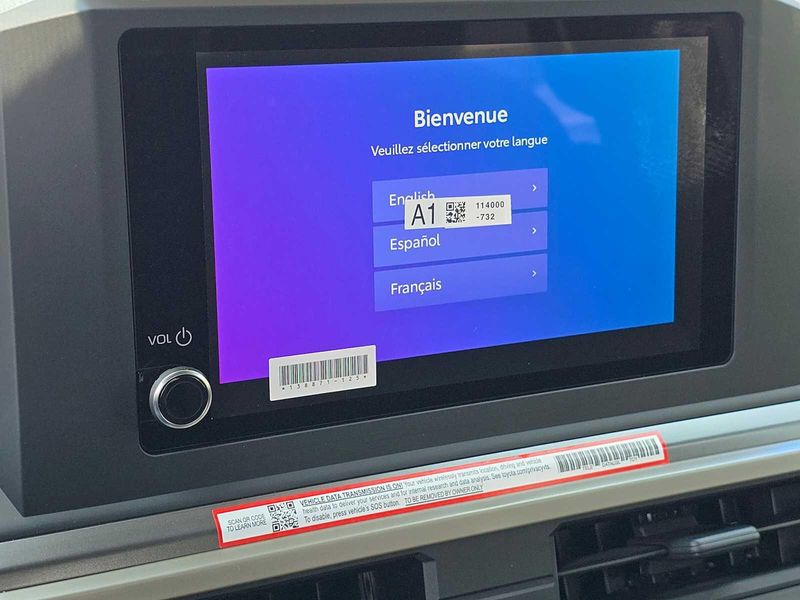 Bienvenue
Veuillez sélectionner votre langue
English
A1
114000
-732
Español
Français
VOL
*138871-125*
SCAN QR CODE
TO LEARN MORE
VEHICLE DATA TRANSMISSION IS ON! Your vehicle wirelessly transmits location, driving and vehicle
health data to deliver your services and for internal research and data analysis. See toyota.com/privacyvts.
To disable, press vehicle's SOS button. TO BE REMOVED BY OWNER ONLY